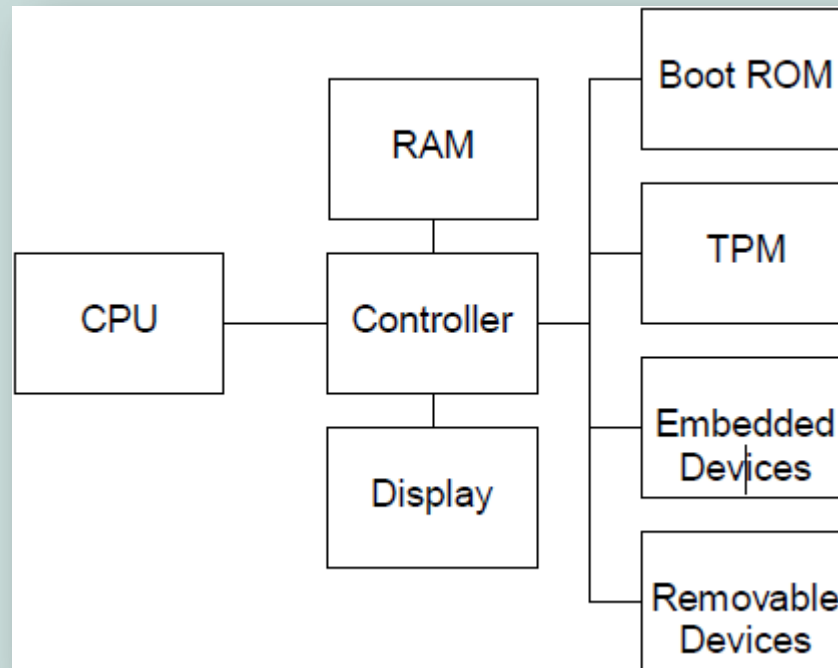 Boot ROM
RAM
TPM
CPU
Controller
Embedded
Devices
Display
Removable
Devices